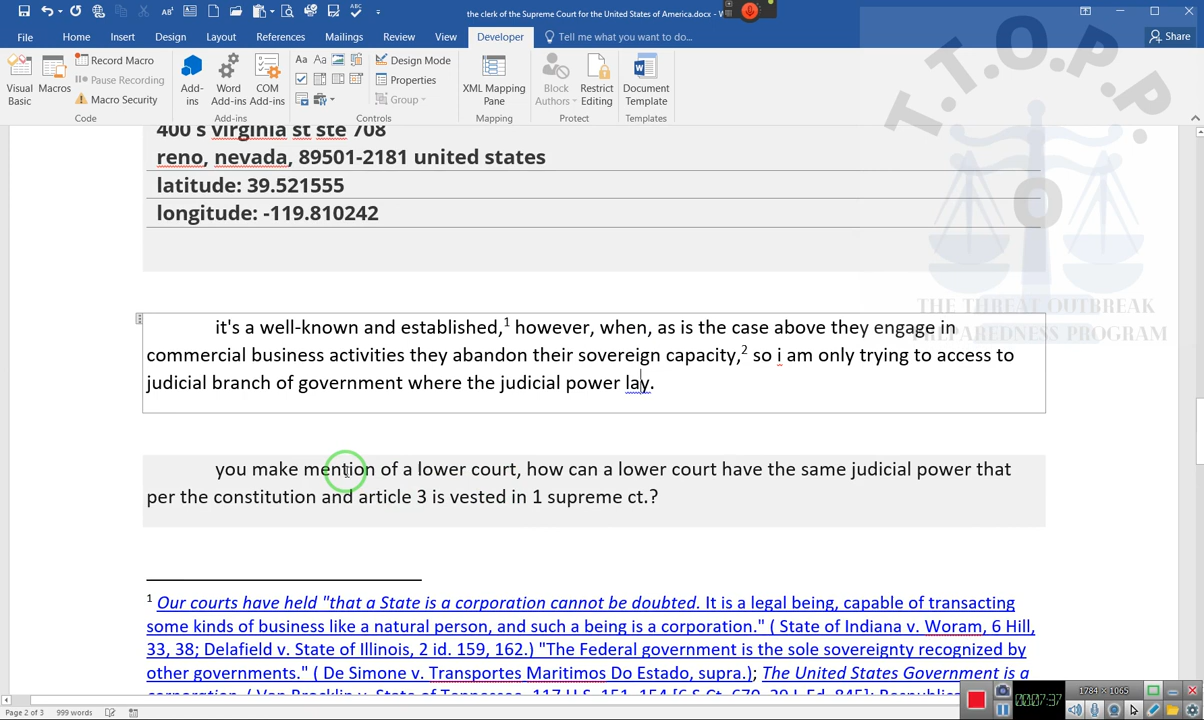 the clerk of the Supreme Court for the United States of America.docx - W
File Home Insert Design Layout References Mailings Review View Developer Tell me what you want to do... Share
Visual Basic
Macros
Record Macro
Pause Recording
Macro Security
Code
Add-ins
Word Add-ins
COM Add-ins
Add-ins
Aa Aa
Design Mode
Properties
Group
Controls
XML Mapping Pane
Mapping
Block Authors
Restrict Editing
Protect
Document Template
Templates
T.T.O.P.P.
THE THREAT OUTBREAK
PREPAREDNESS PROGRAM
400 s virginia st ste 708
reno, nevada, 89501-2181 united states
latitude: 39.521555
longitude: -119.810242
it's a well-known and established,1 however, when, as is the case above they engage in
commercial business activities they abandon their sovereign capacity,2 so i am only trying to access to
judicial branch of government where the judicial power lay.
you make mention of a lower court, how can a lower court have the same judicial power that
per the constitution and article 3 is vested in 1 supreme ct.?
1 Our courts have held "that a State is a corporation cannot be doubted. It is a legal being, capable of transacting
some kinds of business like a natural person, and such a being is a corporation." ( State of Indiana v. Woram, 6 Hill,
33, 38; Delafield v. State of Illinois, 2 id. 159, 162.) "The Federal government is the sole sovereignty recognized by
other governments." ( De Simone v. Transportes Maritimos Do Estado, supra.); The United States Government is a
1784 × 1065
00:07:37
Page 2 of 3 999 words